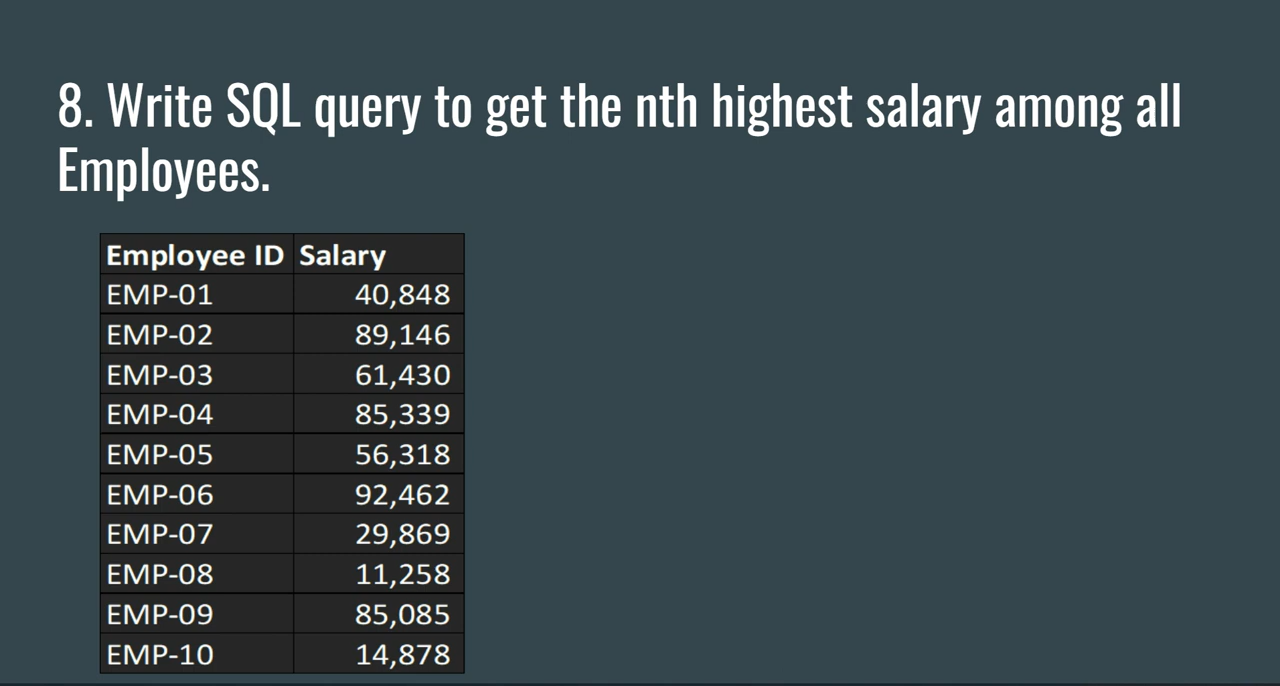 8. Write SQL query to get the nth highest salary among all
Employees.
Employee ID Salary
EMP-01 40,848
EMP-02 89,146
EMP-03 61,430
EMP-04 85,339
EMP-05 56,318
EMP-06 92,462
EMP-07 29,869
EMP-08 11,258
EMP-09 85,085
EMP-10 14,878